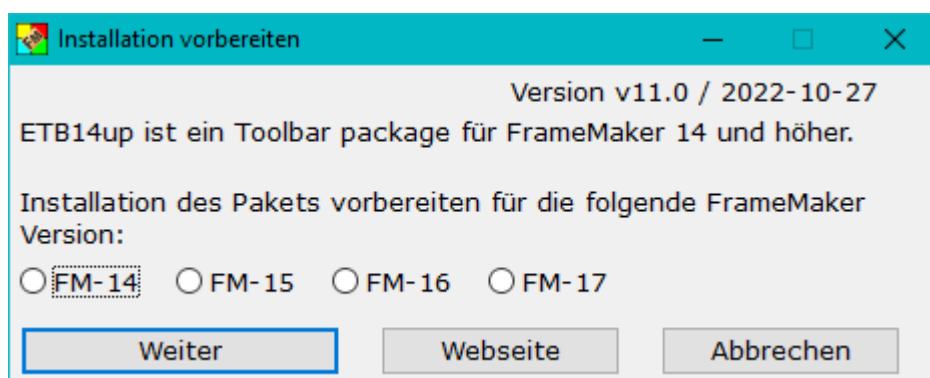 Installation vorbereiten
Version v11.0 / 2022-10-27
ETB14up ist ein Toolbar package für FrameMaker 14 und höher.
Installation des Pakets vorbereiten für die folgende FrameMaker
Version:
FM-14 FM-15 FM-16 FM-17
Weiter Webseite Abbrechen